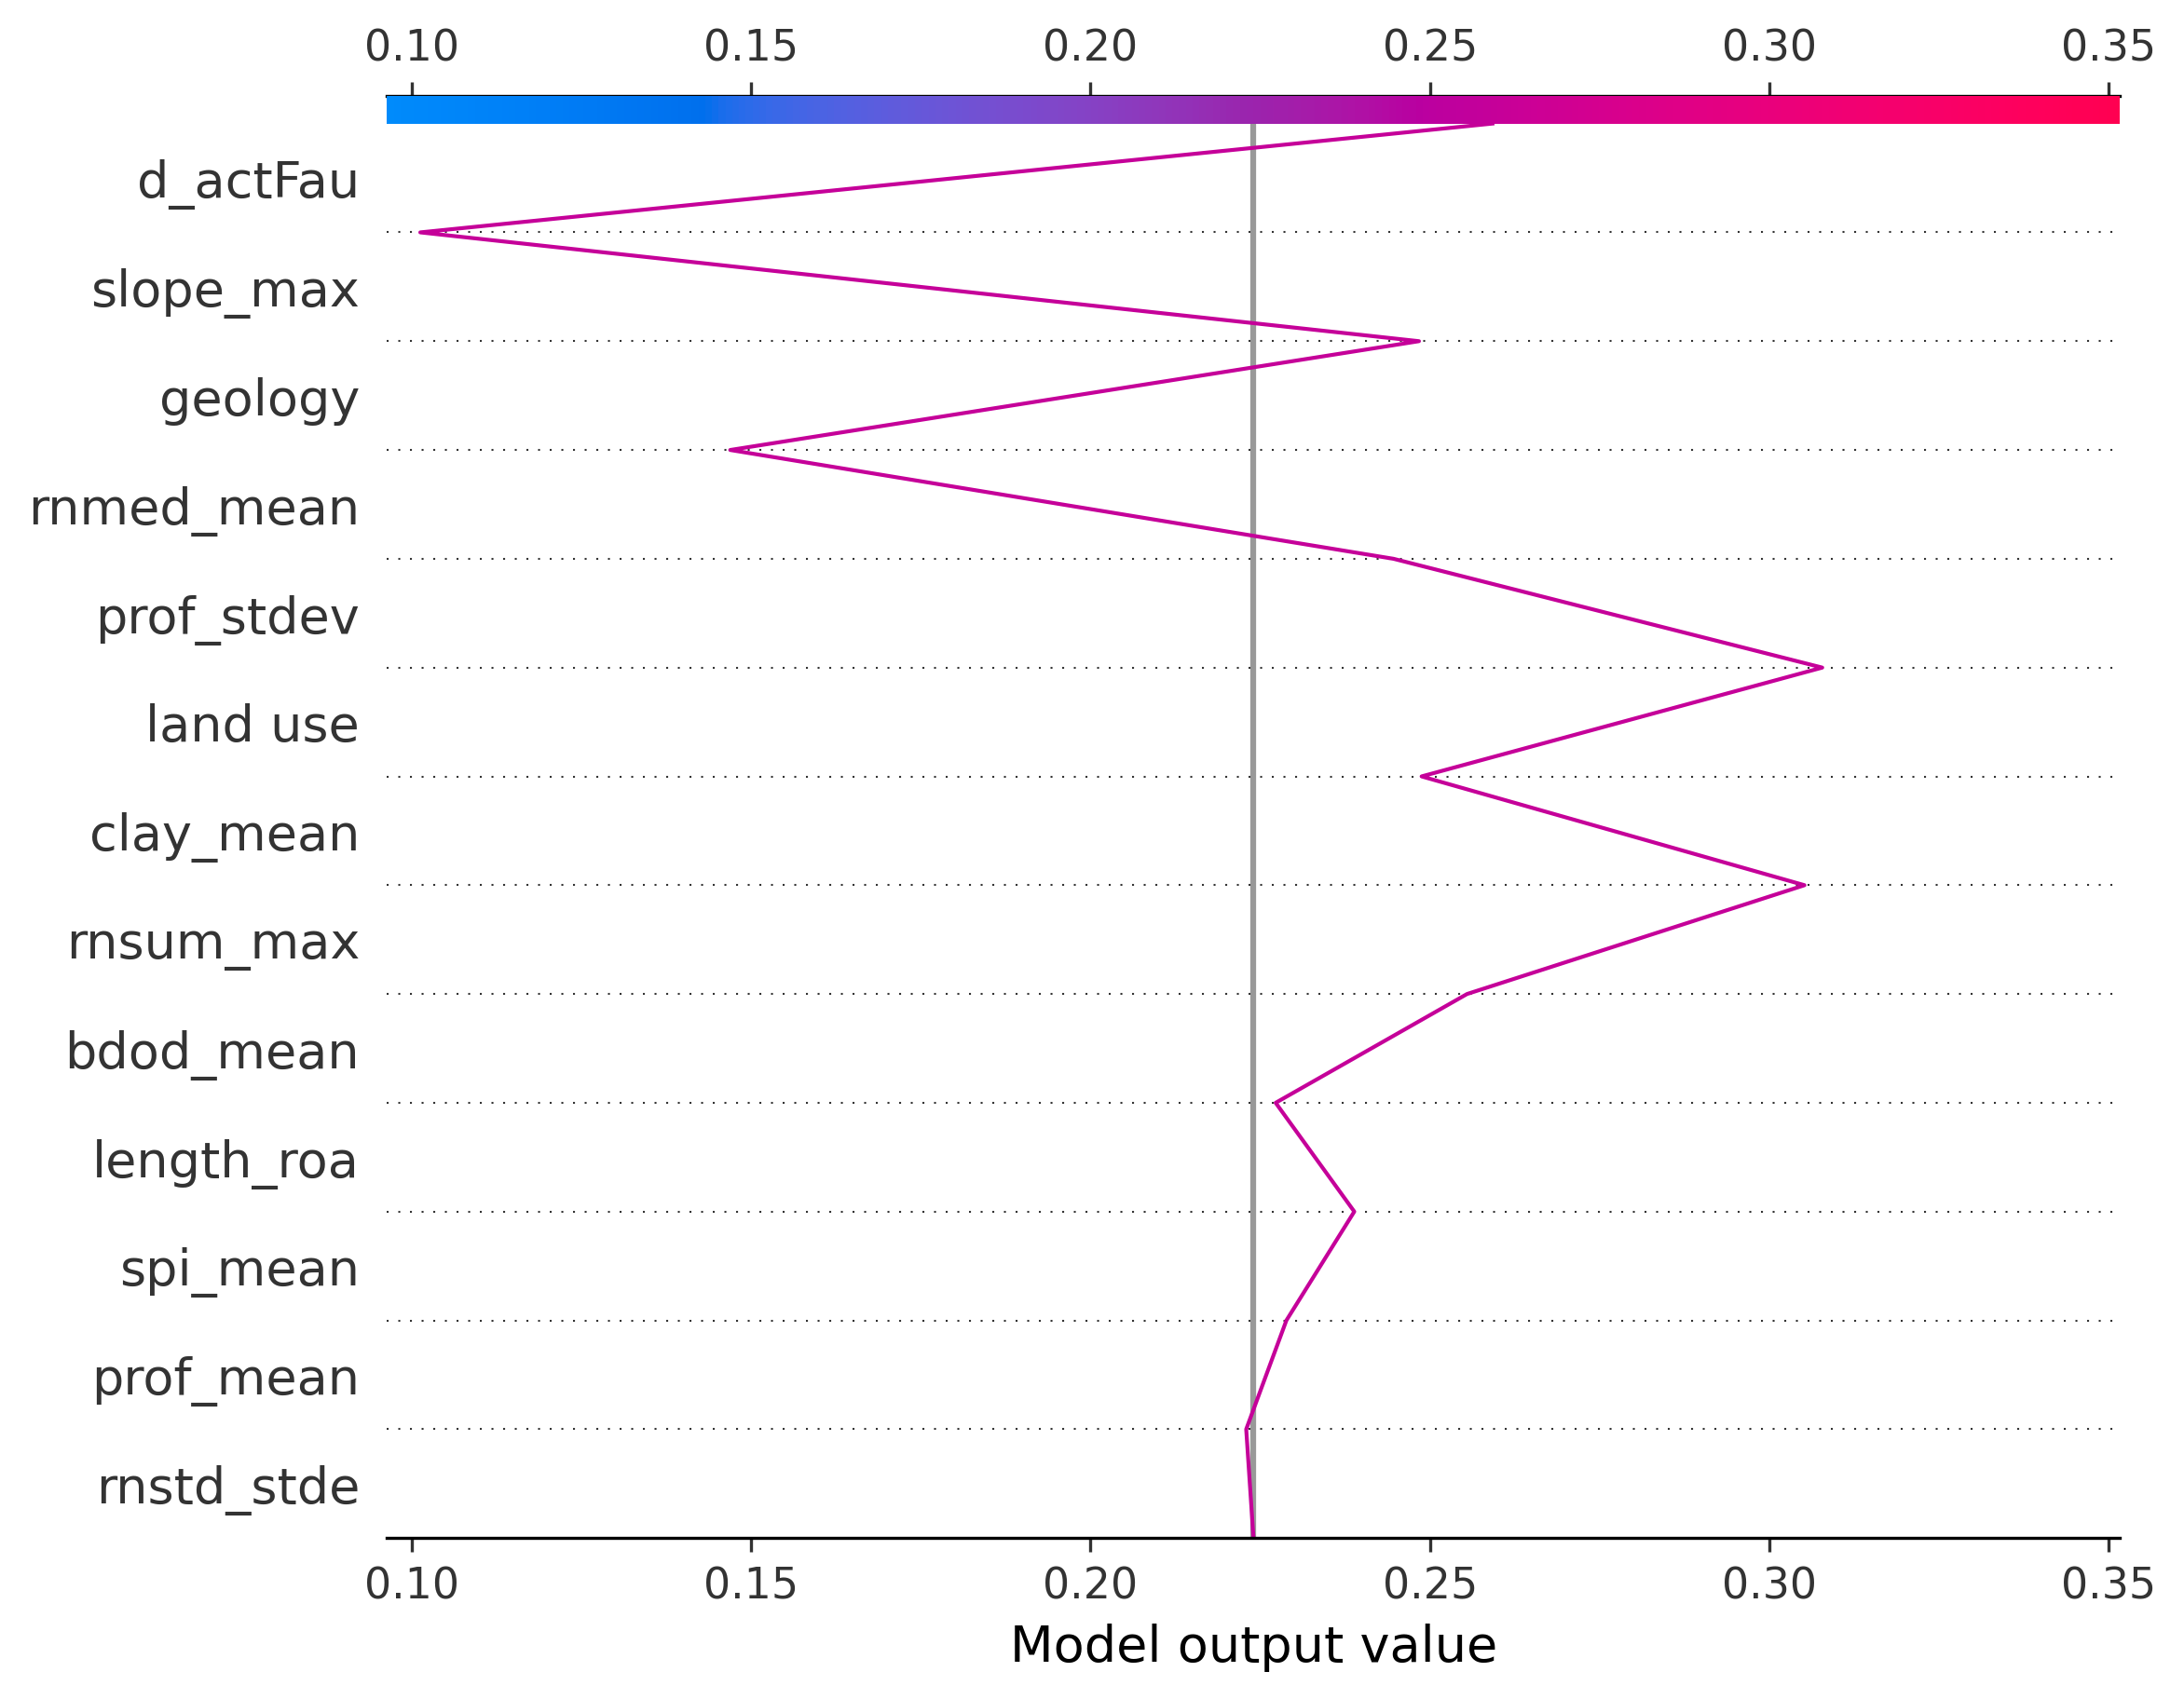 0.10 0.15 0.20 0.25 0.30 0.35
d_actFau
slope_max
geology
rnmed_mean
prof_stdev
land use
clay_mean
rnsum_max
bdod_mean
length_roa
spi_mean
prof_mean
rnstd_stde
0.10 0.15 0.20 0.25 0.30 0.35
Model output value